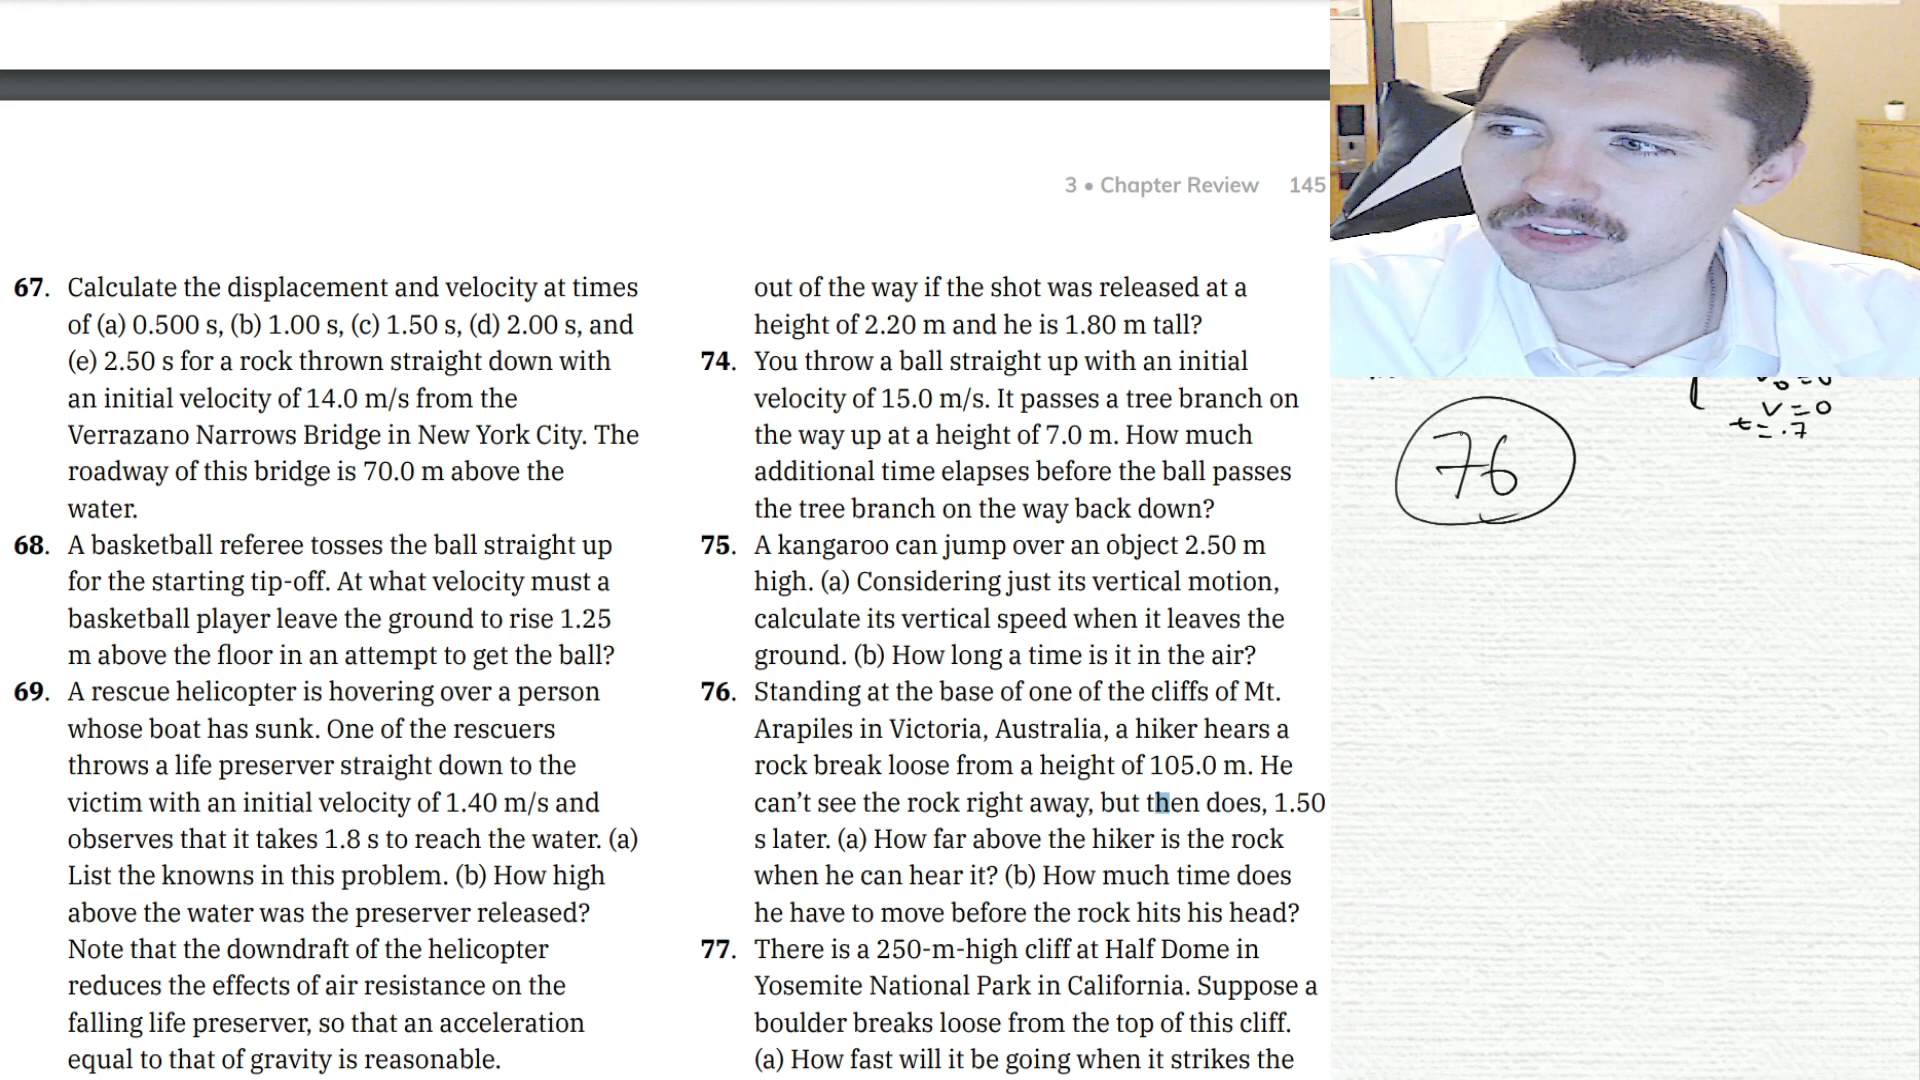 3 • Chapter Review 145
67. Calculate the displacement and velocity at times
of (a) 0.500 s, (b) 1.00 s, (c) 1.50 s, (d) 2.00 s, and
(e) 2.50 s for a rock thrown straight down with
an initial velocity of 14.0 m/s from the
Verrazano Narrows Bridge in New York City. The
roadway of this bridge is 70.0 m above the
water.
68. A basketball referee tosses the ball straight up
for the starting tip-off. At what velocity must a
basketball player leave the ground to rise 1.25
m above the floor in an attempt to get the ball?
69. A rescue helicopter is hovering over a person
whose boat has sunk. One of the rescuers
throws a life preserver straight down to the
victim with an initial velocity of 1.40 m/s and
observes that it takes 1.8 s to reach the water. (a)
List the knowns in this problem. (b) How high
above the water was the preserver released?
Note that the downdraft of the helicopter
reduces the effects of air resistance on the
falling life preserver, so that an acceleration
equal to that of gravity is reasonable.
out of the way if the shot was released at a
height of 2.20 m and he is 1.80 m tall?
74. You throw a ball straight up with an initial
velocity of 15.0 m/s. It passes a tree branch on
the way up at a height of 7.0 m. How much
additional time elapses before the ball passes
the tree branch on the way back down?
75. A kangaroo can jump over an object 2.50 m
high. (a) Considering just its vertical motion,
calculate its vertical speed when it leaves the
ground. (b) How long a time is it in the air?
76. Standing at the base of one of the cliffs of Mt.
Arapiles in Victoria, Australia, a hiker hears a
rock break loose from a height of 105.0 m. He
can’t see the rock right away, but then does, 1.50
s later. (a) How far above the hiker is the rock
when he can hear it? (b) How much time does
he have to move before the rock hits his head?
77. There is a 250-m-high cliff at Half Dome in
Yosemite National Park in California. Suppose a
boulder breaks loose from the top of this cliff.
(a) How fast will it be going when it strikes the
v=0
t=.7
76